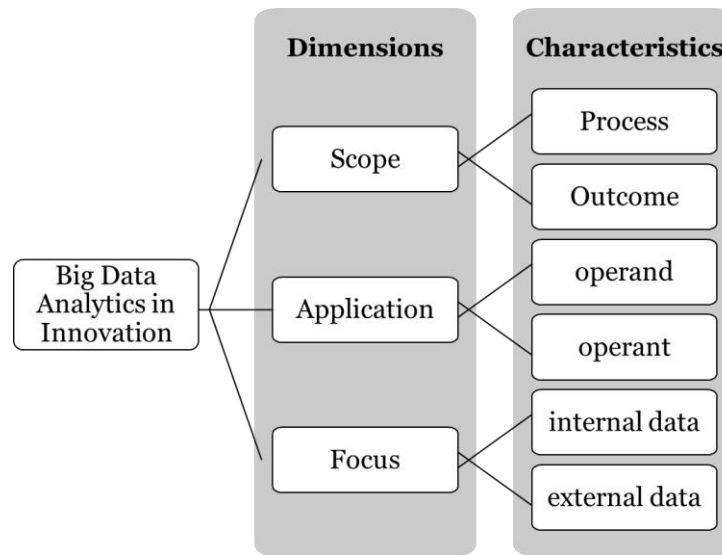 Dimensions
Characteristics
Scope
Process
Outcome
Big Data
Analytics in
Innovation
Application
operand
operant
Focus
internal data
external data